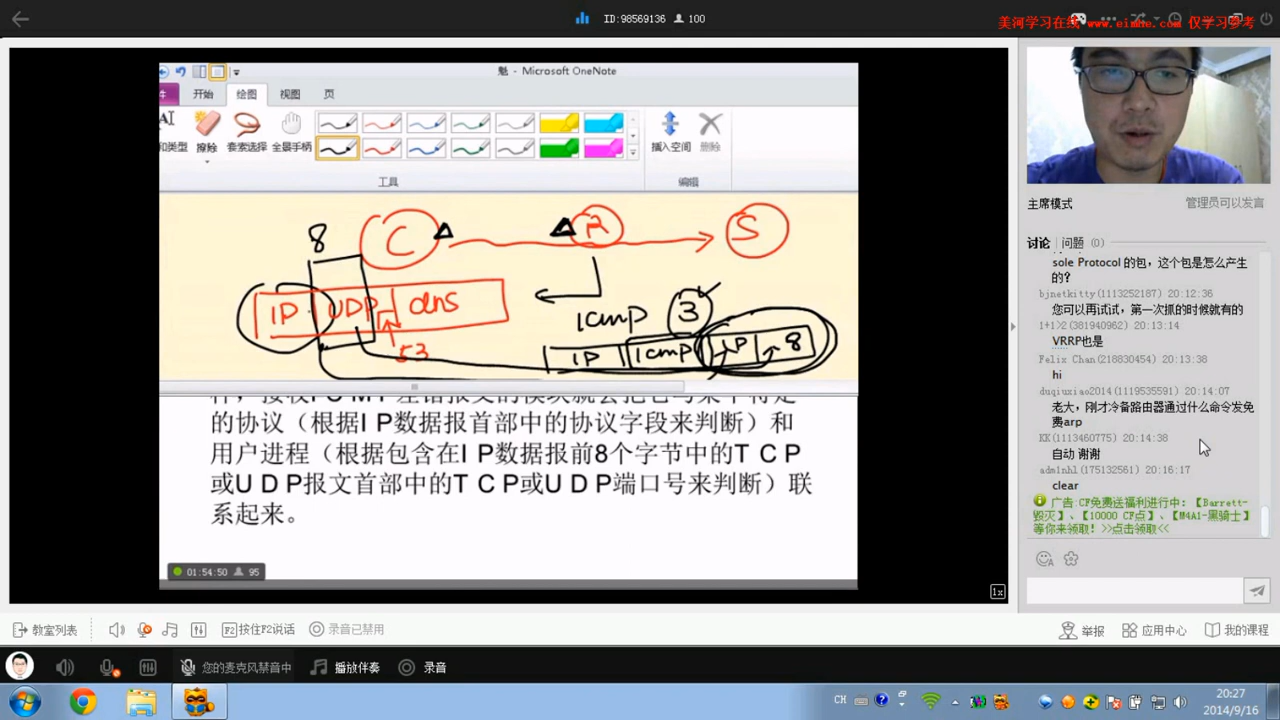 ID:98569136 100
美河学习在线 www.eimhe.com 仅学习参考
魁 - Microsoft OneNote
开始 绘图 视图 页
擦除 套索选择 全景手柄
插入空间 删除
工具
编辑
8
C
R
S
IP UDP dns
53
icmp 3
IP icmp IP 8
的协议(根据IP数据报首部中的协议字段来判断)和
用户进程(根据包含在IP数据报前8个字节中的TCP
或UDP报文首部中的TCP或UDP端口号来判断)联
系起来。
01:54:50 95
1x
主席模式
管理员可以发言
讨论 问题 (0)
sole Protocol 的包,这个包是怎么产生
的?
bjnetkitty(1113252187) 20:12:36
您可以再试试,第一次抓的时候就有的
1+1>2(381940962) 20:13:14
VRRP也是
Felix Chan(218830454) 20:13:38
hi
duqiuxiao2014(1119535591) 20:14:07
老大,刚才冷备路由器通过什么命令发免
费arp
KK(1113460775) 20:14:38
自动 谢谢
adm1nhl(175132561) 20:16:17
clear
广告:CF免费送福利进行中:【Barrett-
毁灭】、【10000 CF点】、【M4A1-黑骑士】
等你来领取! >>点击领取<<
教室列表
F2 按住F2说话
录音已禁用
举报
应用中心
我的课程
您的麦克风禁音中
播放伴奏
录音
CH
20:27
2014/9/16